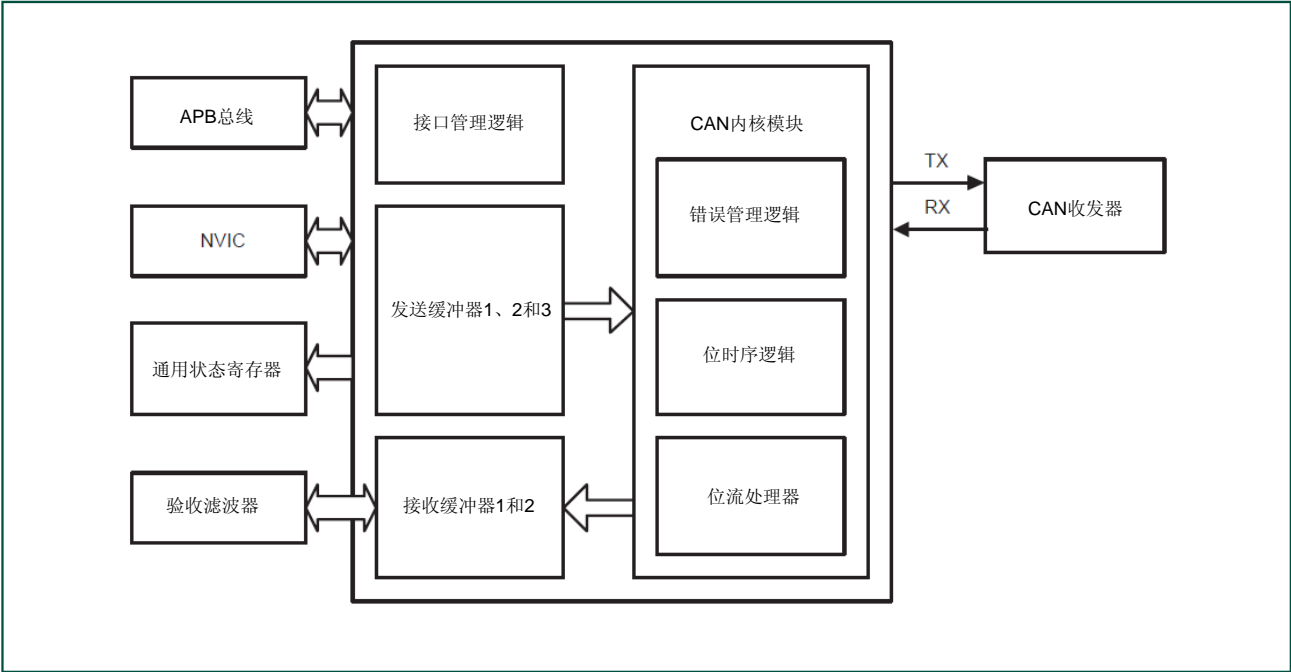 APB总线
NVIC
通用状态寄存器
验收滤波器
接口管理逻辑
发送缓冲器1、2和3
接收缓冲器1和2
CAN内核模块
错误管理逻辑
位时序逻辑
位流处理器
TX
RX
CAN收发器